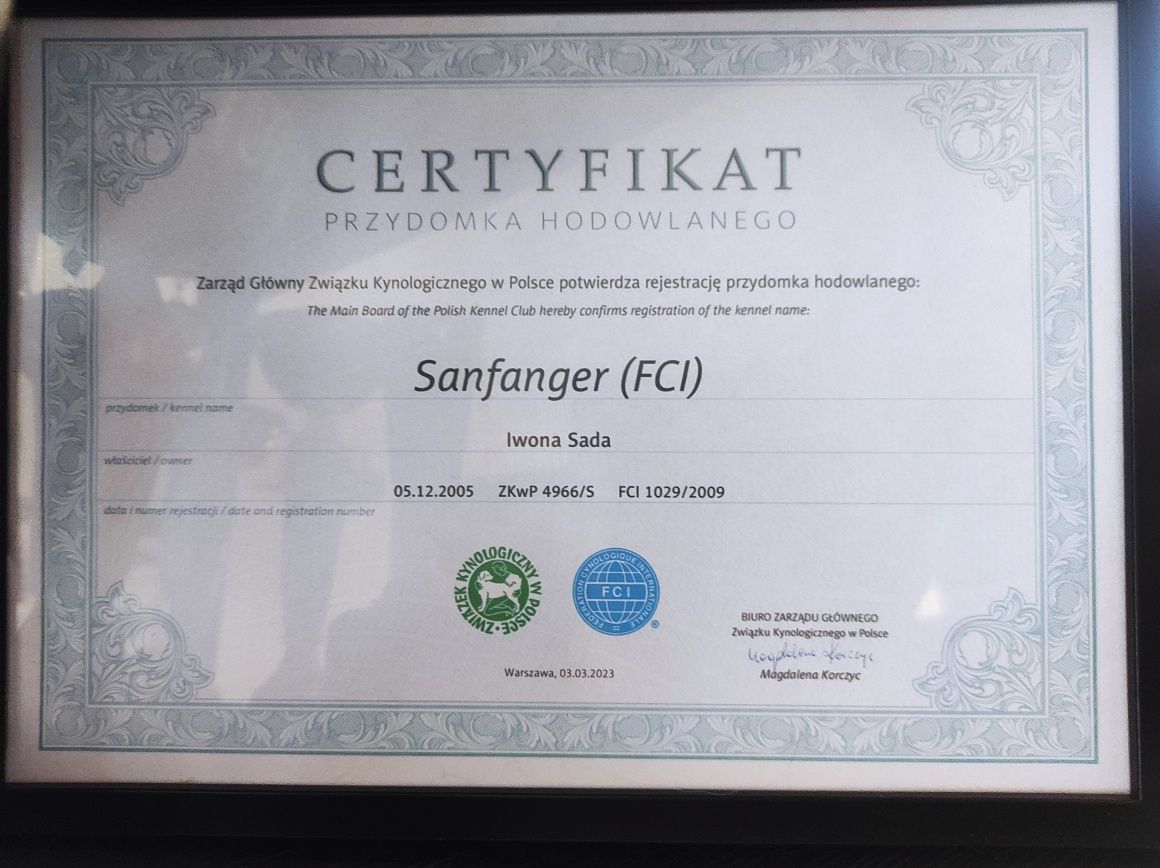 CERTYFIKAT
PRZYDOMKA HODOWLANEGO
Zarząd Główny Związku Kynologicznego w Polsce potwierdza rejestrację przydomka hodowlanego:
The Main Board of the Polish Kennel Club hereby confirms registration of the kennel name:
Sanfanger (FCI)
przydomek / kennel name
Iwona Sada
właściciel / owner
05.12.2005 ZKwP 4966/S FCI 1029/2009
data i numer rejestracji / date and registration number
ZWIĄZEK KYNOLOGICZNY W POLSCE
FEDERATION CYNOLOGIQUE INTERNATIONALE
FCI
®
BIURO ZARZĄDU GŁÓWNEGO
Związku Kynologicznego w Polsce
Magdalena Korczyc
Magdalena Korczyc
Warszawa, 03.03.2023